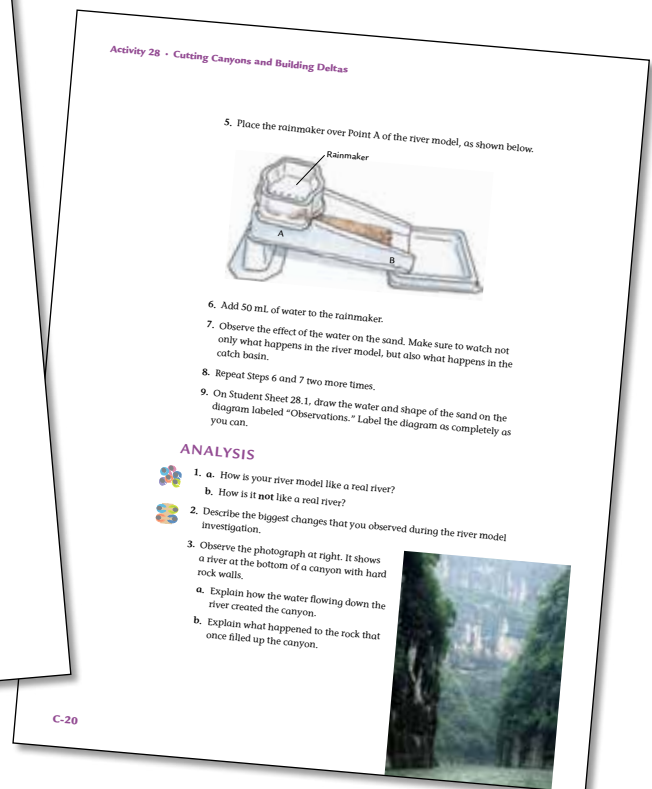 Activity 28 • Cutting Canyons and Building Deltas
5. Place the rainmaker over Point A of the river model, as shown below.
Rainmaker
A
B
6. Add 50 mL of water to the rainmaker.
7. Observe the effect of the water on the sand. Make sure to watch not
only what happens in the river model, but also what happens in the
catch basin.
8. Repeat Steps 6 and 7 two more times.
9. On Student Sheet 28.1, draw the water and shape of the sand on the
diagram labeled “Observations.” Label the diagram as completely as
you can.
ANALYSIS
1. a. How is your river model like a real river?
b. How is it not like a real river?
2. Describe the biggest changes that you observed during the river model
investigation.
3. Observe the photograph at right. It shows
a river at the bottom of a canyon with hard
rock walls.
a. Explain how the water flowing down the
river created the canyon.
b. Explain what happened to the rock that
once filled up the canyon.
C-20